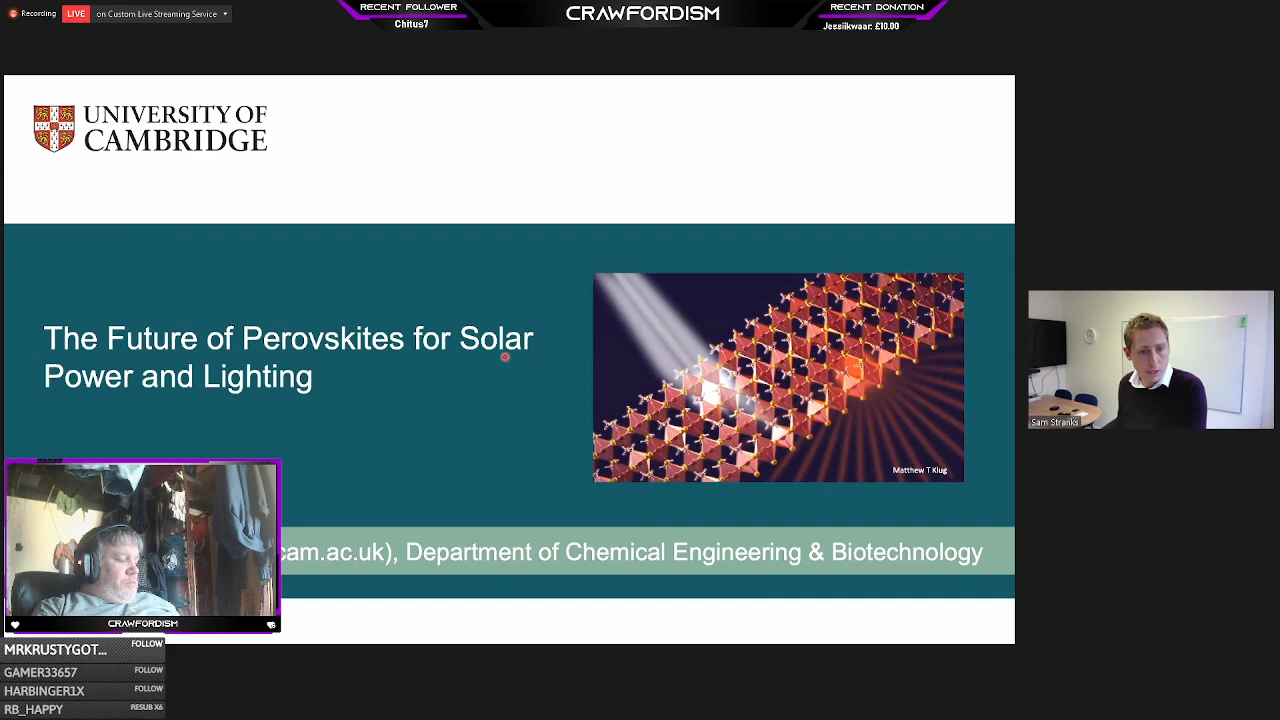 Recording
LIVE
on Custom Live Streaming Service
RECENT FOLLOWER
Chitus7
CRAWFORDISM
RECENT DONATION
Jessiikwaar: £10.00
UNIVERSITY OF
CAMBRIDGE
The Future of Perovskites for Solar
Power and Lighting
Matthew T Klug
Sam Stranks
cam.ac.uk), Department of Chemical Engineering & Biotechnology
CRAWFORDISM
MRKRUSTYGOT... FOLLOW
GAMER33657 FOLLOW
HARBINGER1X FOLLOW
RB_HAPPY RESUB X6